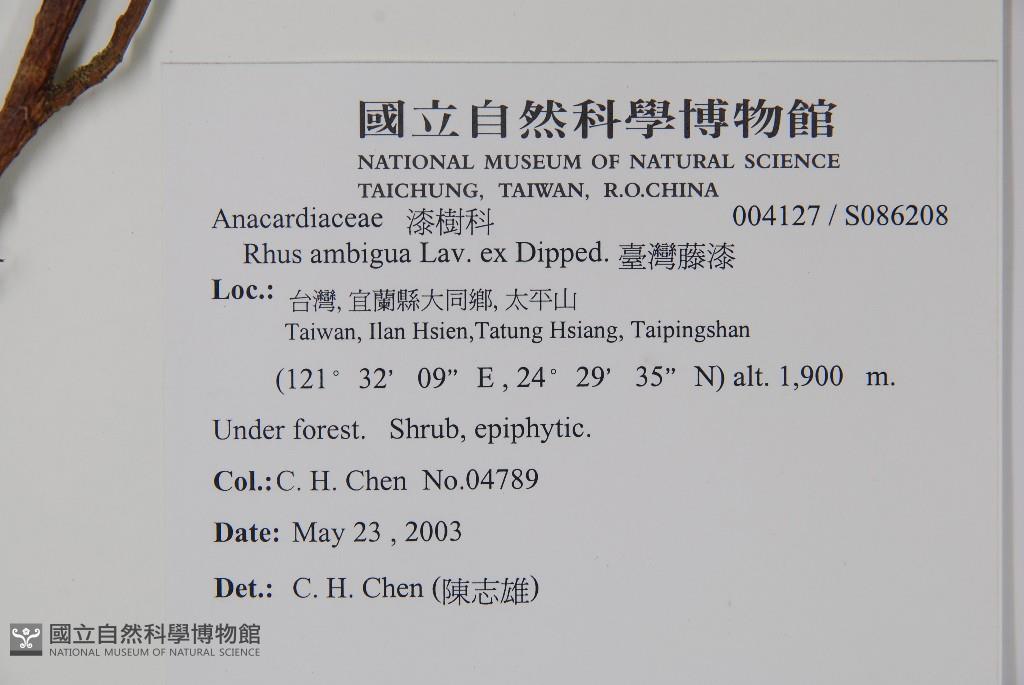 國立自然科學博物館
NATIONAL MUSEUM OF NATURAL SCIENCE
TAICHUNG, TAIWAN, R.O.CHINA
Anacardiaceae 漆樹科 004127 / S086208
Rhus ambigua Lav. ex Dipped. 臺灣藤漆
Loc.: 台灣, 宜蘭縣大同鄉, 太平山
Taiwan, Ilan Hsien,Tatung Hsiang, Taipingshan
(121° 32’ 09” E , 24° 29’ 35” N) alt. 1,900 m.
Under forest. Shrub, epiphytic.
Col.: C. H. Chen No.04789
Date: May 23 , 2003
Det.: C. H. Chen (陳志雄)
國立自然科學博物館
NATIONAL MUSEUM OF NATURAL SCIENCE